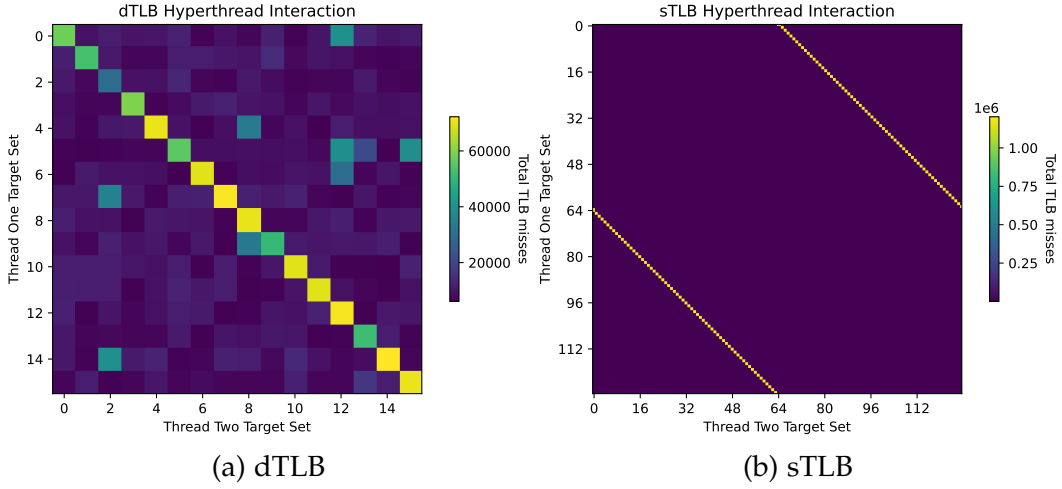 dTLB Hyperthread Interaction
Thread One Target Set
0
2
4
6
8
10
12
14
0 2 4 6 8 10 12 14
Thread Two Target Set
60000
40000
20000
Total TLB misses
(a) dTLB
sTLB Hyperthread Interaction
Thread One Target Set
0
16
32
48
64
80
96
112
0 16 32 48 64 80 96 112
Thread Two Target Set
1e6
1.00
0.75
0.50
0.25
Total TLB misses
(b) sTLB